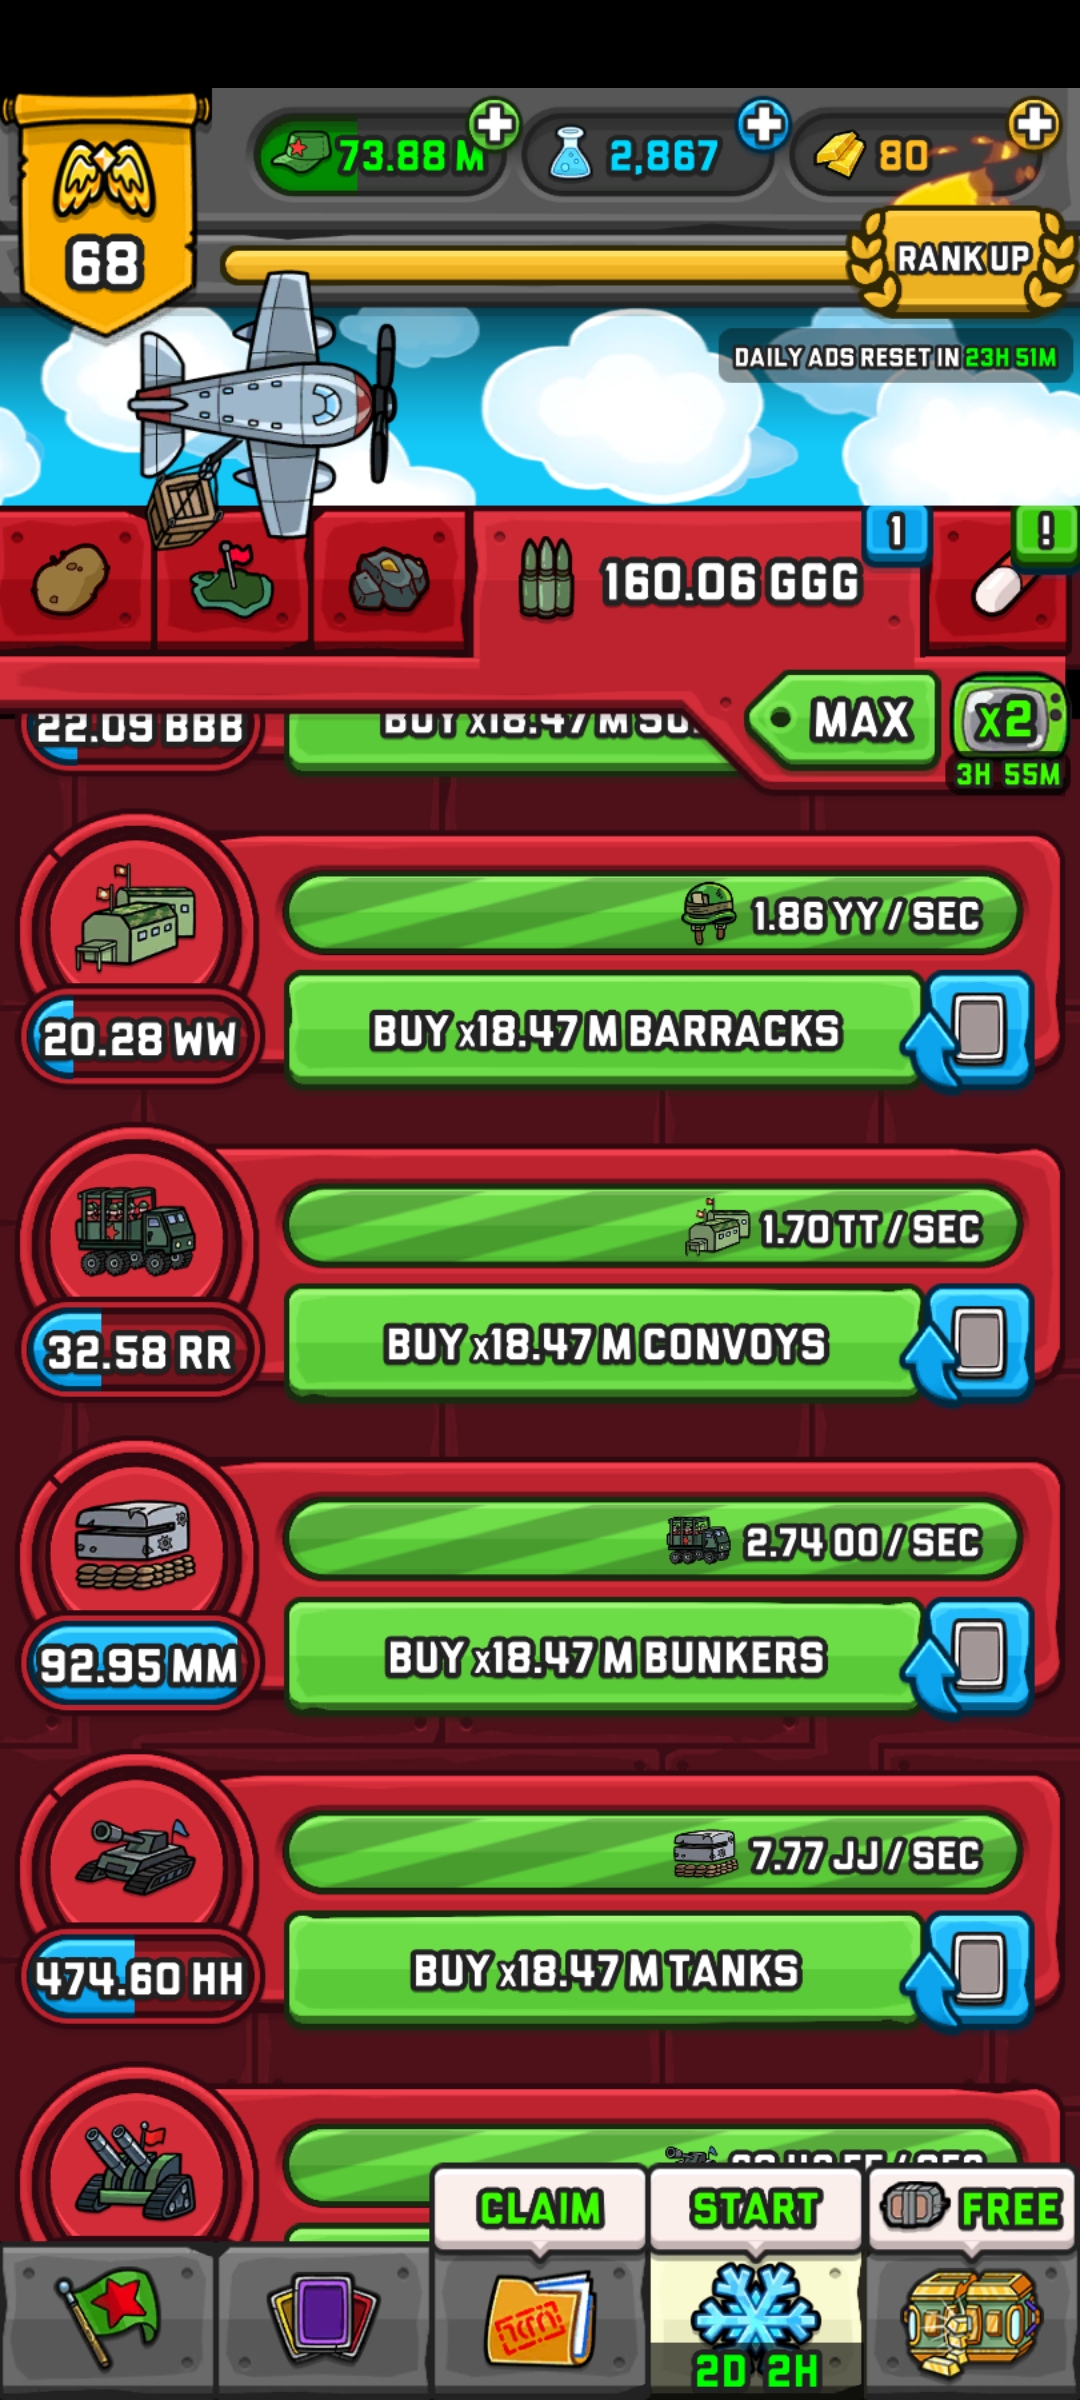 73.88 M
2,867
80
68
RANK UP
DAILY ADS RESET IN 23H 51M
160.06 GGG
1
!
MAX
x2
3H 55M
22.09 BBB
BUY x18.47 M
1.86 YY / SEC
20.28 WW
BUY x18.47 M BARRACKS
1.70 TT / SEC
32.58 RR
BUY x18.47 M CONVOYS
2.74 OO / SEC
92.95 MM
BUY x18.47 M BUNKERS
7.77 JJ / SEC
474.60 HH
BUY x18.47 M TANKS
CLAIM
START
FREE
2D 2H